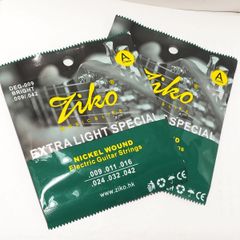 DEG-009
BRIGHT
.009/.042
A
Ziko
EXTRA LIGHT SPECIAL
NICKEL WOUND
Electric Guitar Strings
.009 .011 .016
.024 .032 .042
www.ziko.hk
A